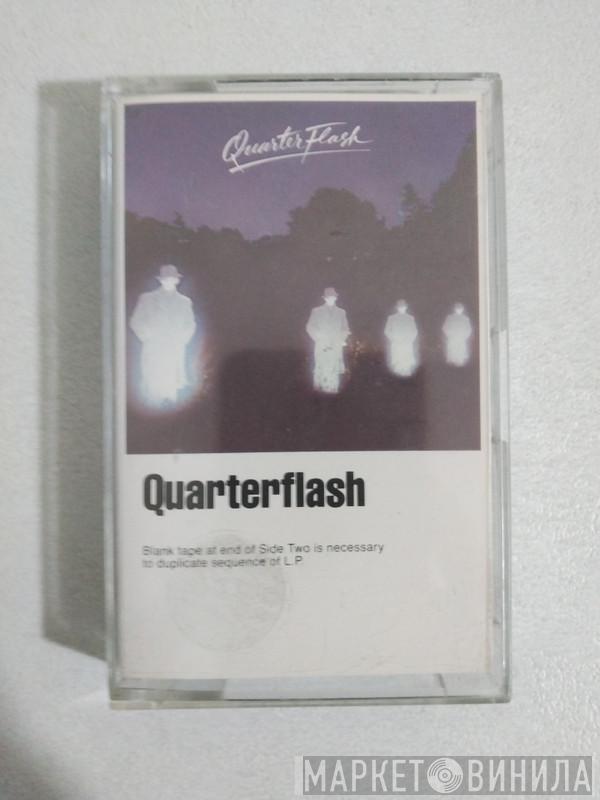 Quarterflash
Quarterflash
Blank tape at end of Side Two is necessary
to duplicate sequence of L.P.
МАРКЕТ ВИНИЛА